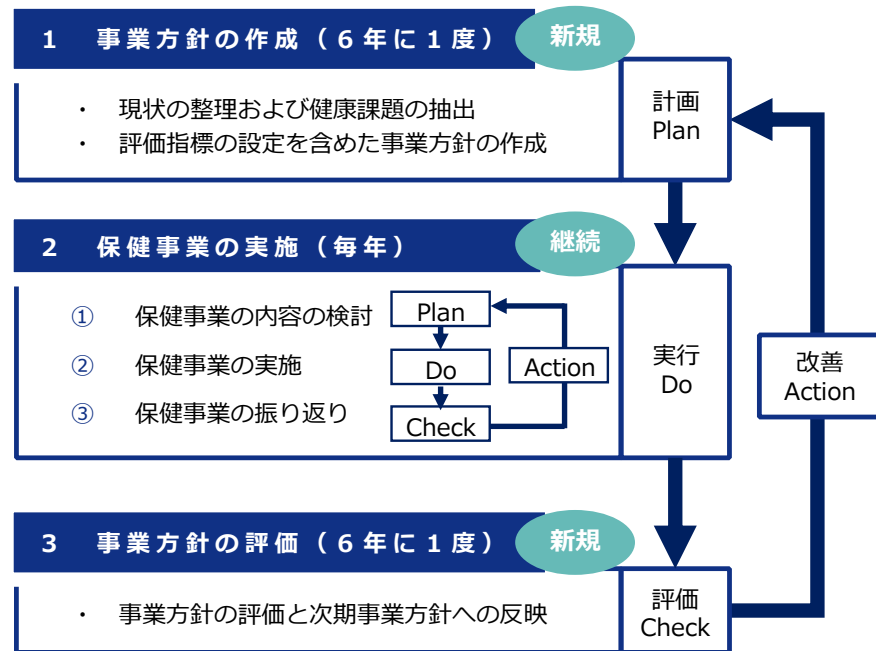 1 事業方針の作成（６年に１度）
新規
・ 現状の整理および健康課題の抽出
・ 評価指標の設定を含めた事業方針の作成
計画
Plan
2 保健事業の実施（毎年）
継続
① 保健事業の内容の検討
② 保健事業の実施
③ 保健事業の振り返り
Plan
Do
Check
Action
実行
Do
改善
Action
3 事業方針の評価（６年に１度）
新規
・ 事業方針の評価と次期事業方針への反映
評価
Check